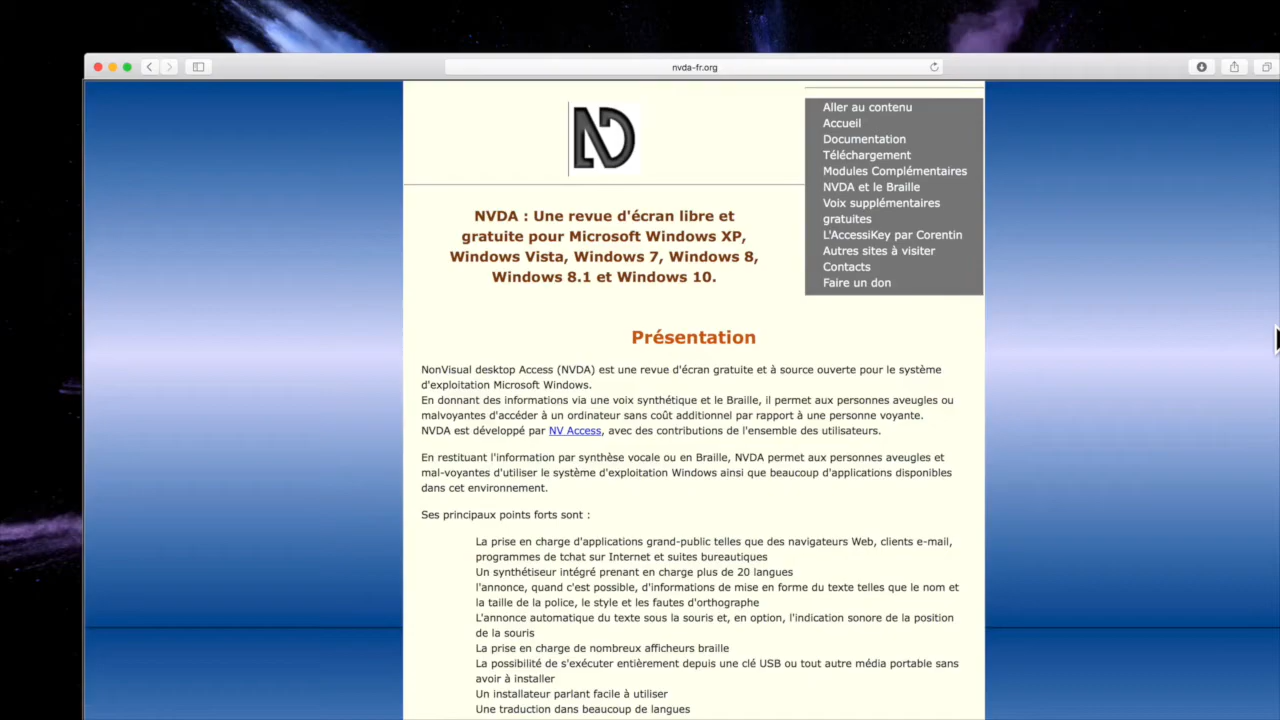 nvda-fr.org
Aller au contenu
Accueil
Documentation
Téléchargement
Modules Complémentaires
NVDA et le Braille
Voix supplémentaires
gratuites
L'AccessiKey par Corentin
Autres sites à visiter
Contacts
Faire un don
NVDA : Une revue d'écran libre et
gratuite pour Microsoft Windows XP,
Windows Vista, Windows 7, Windows 8,
Windows 8.1 et Windows 10.
Présentation
NonVisual desktop Access (NVDA) est une revue d'écran gratuite et à source ouverte pour le système
d'exploitation Microsoft Windows.
En donnant des informations via une voix synthétique et le Braille, il permet aux personnes aveugles ou
malvoyantes d'accéder à un ordinateur sans coût additionnel par rapport à une personne voyante.
NVDA est développé par NV Access, avec des contributions de l'ensemble des utilisateurs.
En restituant l'information par synthèse vocale ou en Braille, NVDA permet aux personnes aveugles et
mal-voyantes d'utiliser le système d'exploitation Windows ainsi que beaucoup d'applications disponibles
dans cet environnement.
Ses principaux points forts sont :
La prise en charge d'applications grand-public telles que des navigateurs Web, clients e-mail,
programmes de tchat sur Internet et suites bureautiques
Un synthétiseur intégré prenant en charge plus de 20 langues
l'annonce, quand c'est possible, d'informations de mise en forme du texte telles que le nom et
la taille de la police, le style et les fautes d'orthographe
L'annonce automatique du texte sous la souris et, en option, l'indication sonore de la position
de la souris
La prise en charge de nombreux afficheurs braille
La possibilité de s'exécuter entièrement depuis une clé USB ou tout autre média portable sans
avoir à installer
Un installateur parlant facile à utiliser
Une traduction dans beaucoup de langues